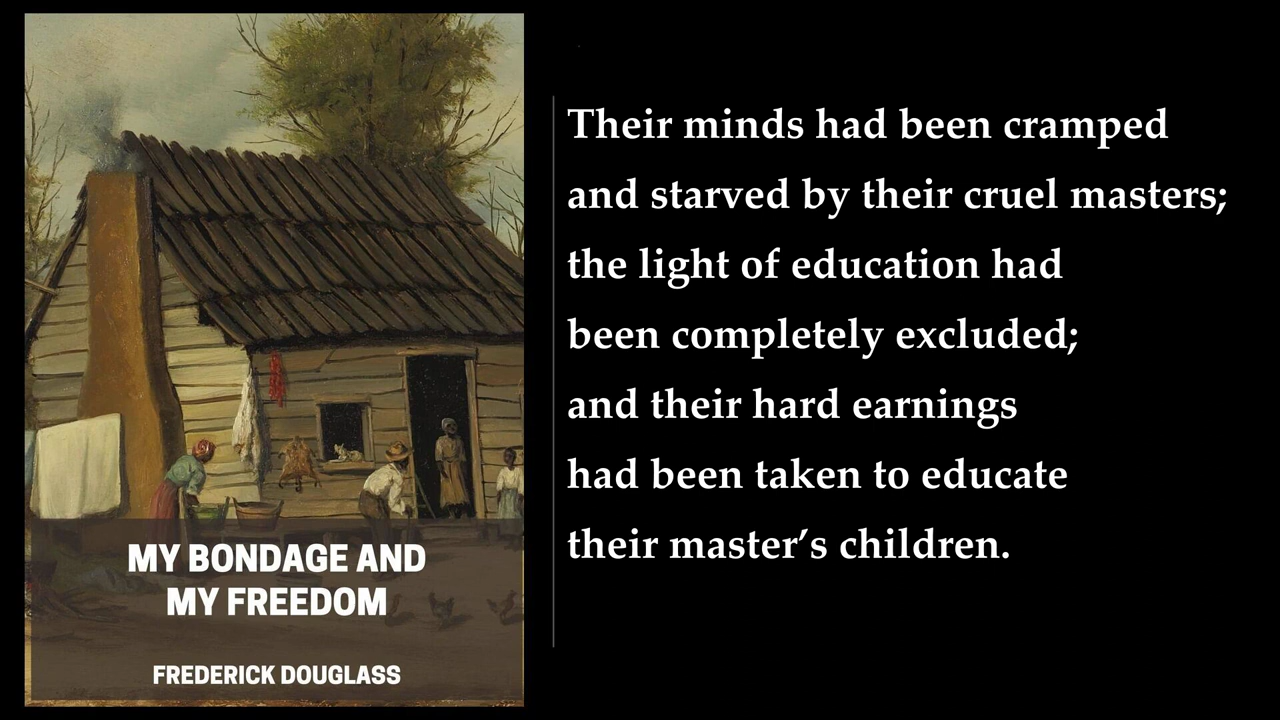 MY BONDAGE AND
MY FREEDOM
FREDERICK DOUGLASS
Their minds had been cramped
and starved by their cruel masters;
the light of education had
been completely excluded;
and their hard earnings
had been taken to educate
their master’s children.